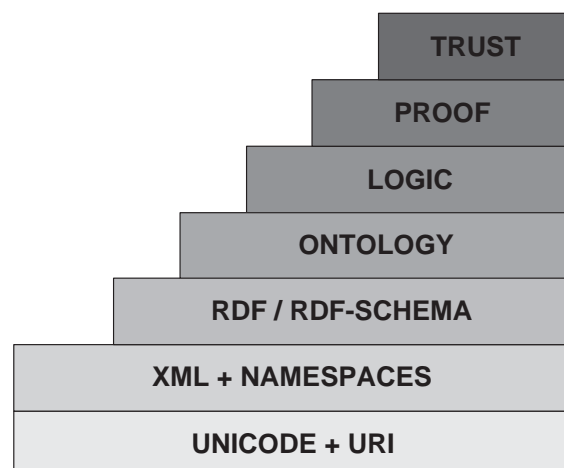 TRUST
PROOF
LOGIC
ONTOLOGY
RDF / RDF-SCHEMA
XML + NAMESPACES
UNICODE + URI